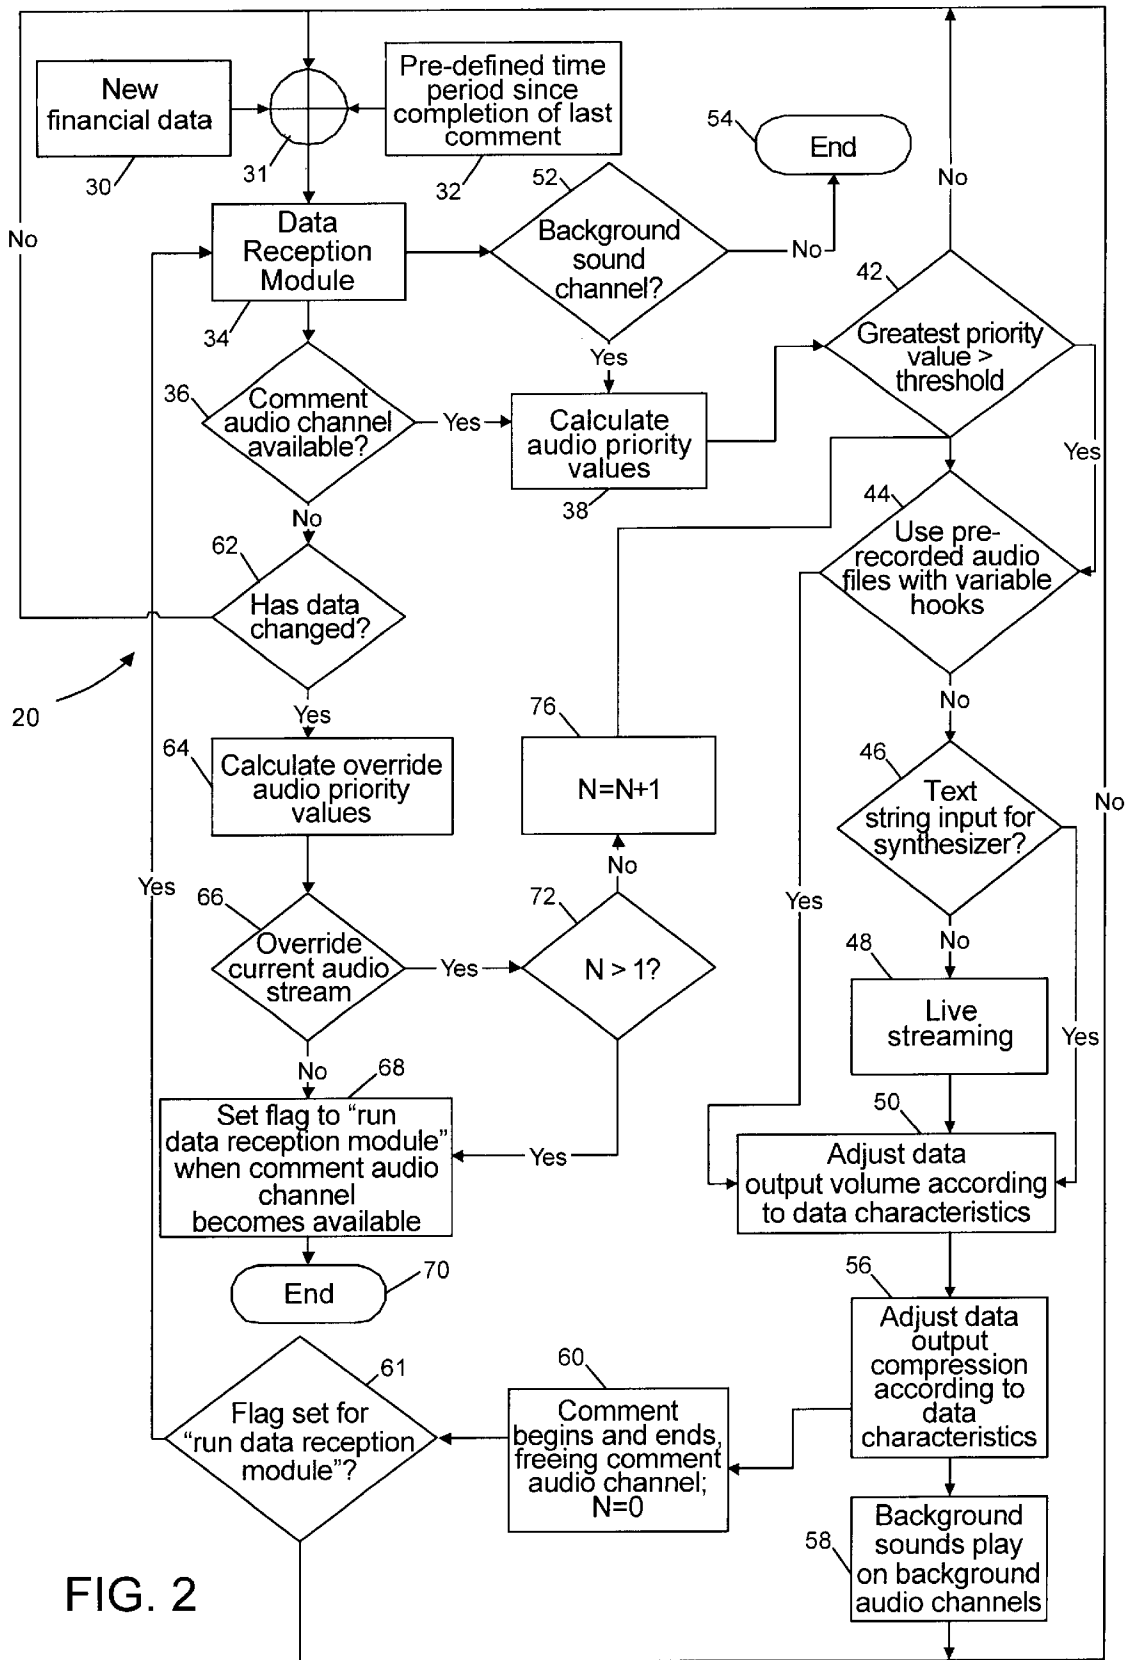 New
financial data
30
31
Pre-defined time
period since
completion of last
comment
32
54
End
No
No
Data
Reception
Module
34
52
Background
sound
channel?
No
42
Greatest priority
value >
threshold
Yes
36
Comment
audio channel
available?
Yes
Calculate
audio priority
values
38
Yes
No
44
Use pre-
recorded audio
files with variable
hooks
62
Has data
changed?
20
Yes
No
64
Calculate override
audio priority
values
76
N=N+1
46
Text
string input for
synthesizer?
No
Yes
No
Yes
66
Override
current audio
stream
Yes
72
N > 1?
No
48
Live
streaming
Yes
No
68
Set flag to “run
data reception module”
when comment audio
channel
becomes available
Yes
50
Adjust data
output volume according
to data characteristics
End
70
56
Adjust data
output
compression
according to
data
characteristics
61
Flag set for
“run data reception
module”?
60
Comment
begins and ends,
freeing comment
audio channel;
N=0
58
Background
sounds play
on background
audio channels
FIG. 2